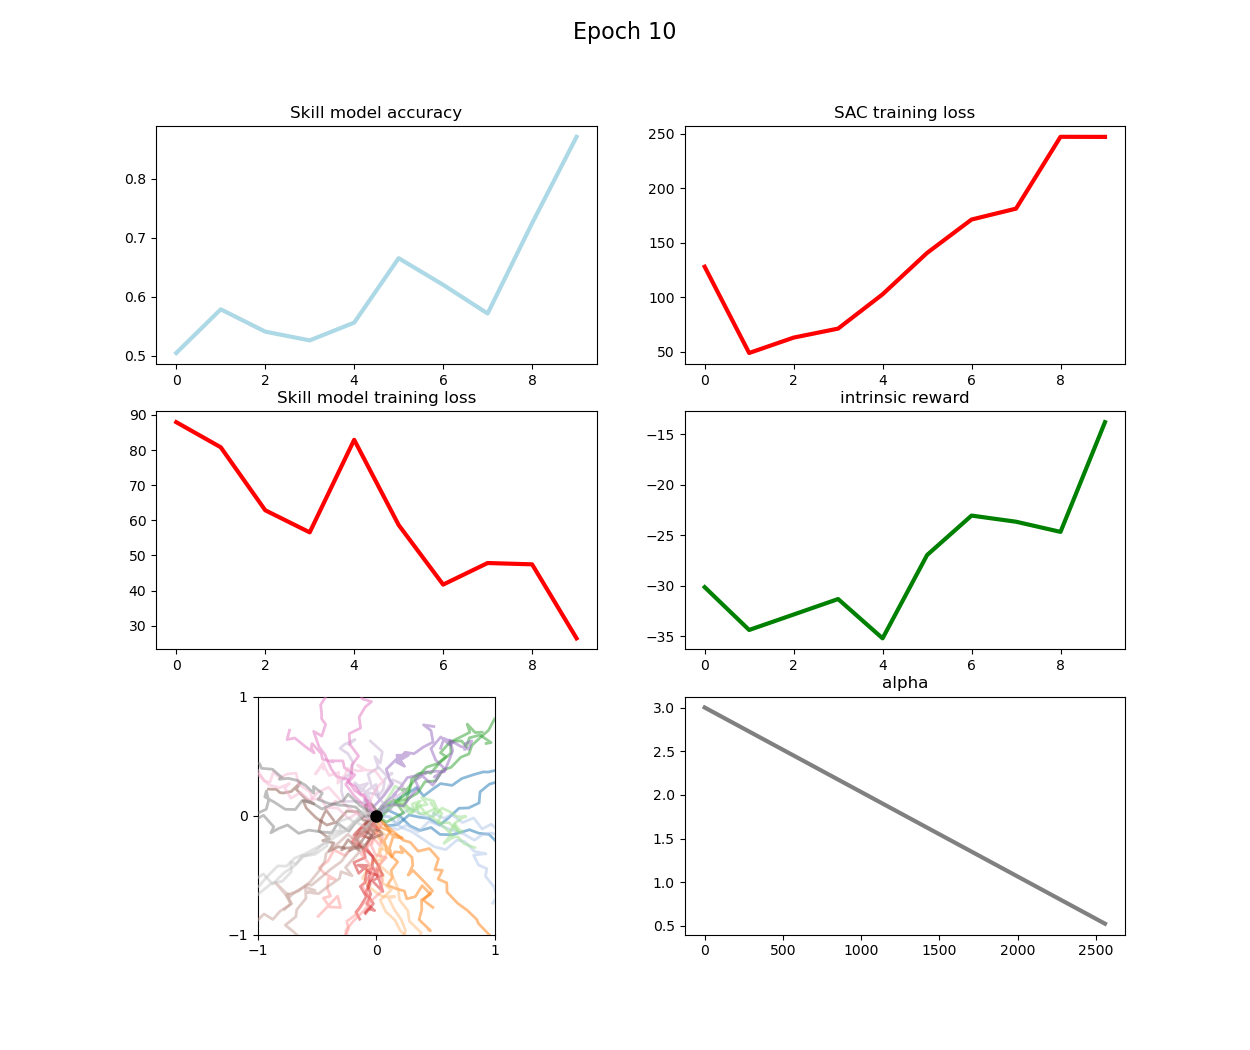 Epoch 10
Skill model accuracy
0.8
0.7
0.6
0.5
0 2 4 6 8
SAC training loss
250
200
150
100
50
0 2 4 6 8
Skill model training loss
90
80
70
60
50
40
30
0 2 4 6 8
intrinsic reward
−15
−20
−25
−30
−35
0 2 4 6 8
1
0
−1
−1 0 1
alpha
3.0
2.5
2.0
1.5
1.0
0.5
0 500 1000 1500 2000 2500